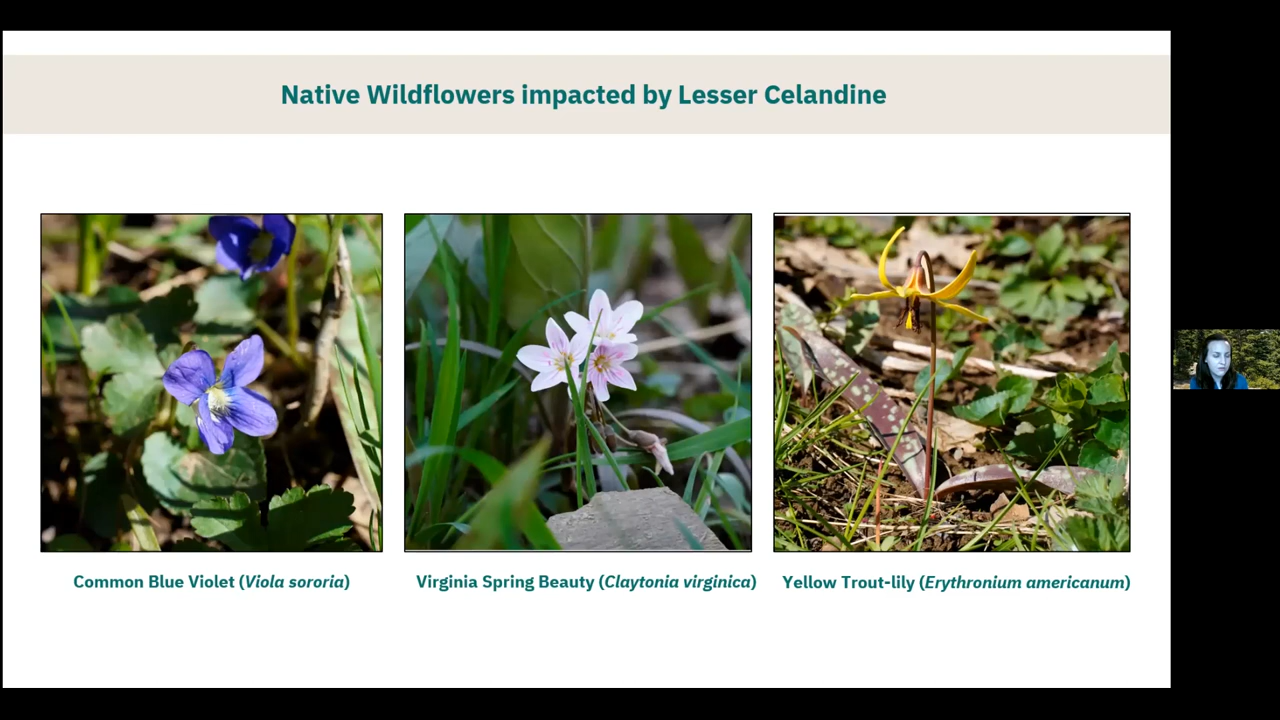 Native Wildflowers impacted by Lesser Celandine
Common Blue Violet (Viola sororia)
Virginia Spring Beauty (Claytonia virginica)
Yellow Trout-lily (Erythronium americanum)